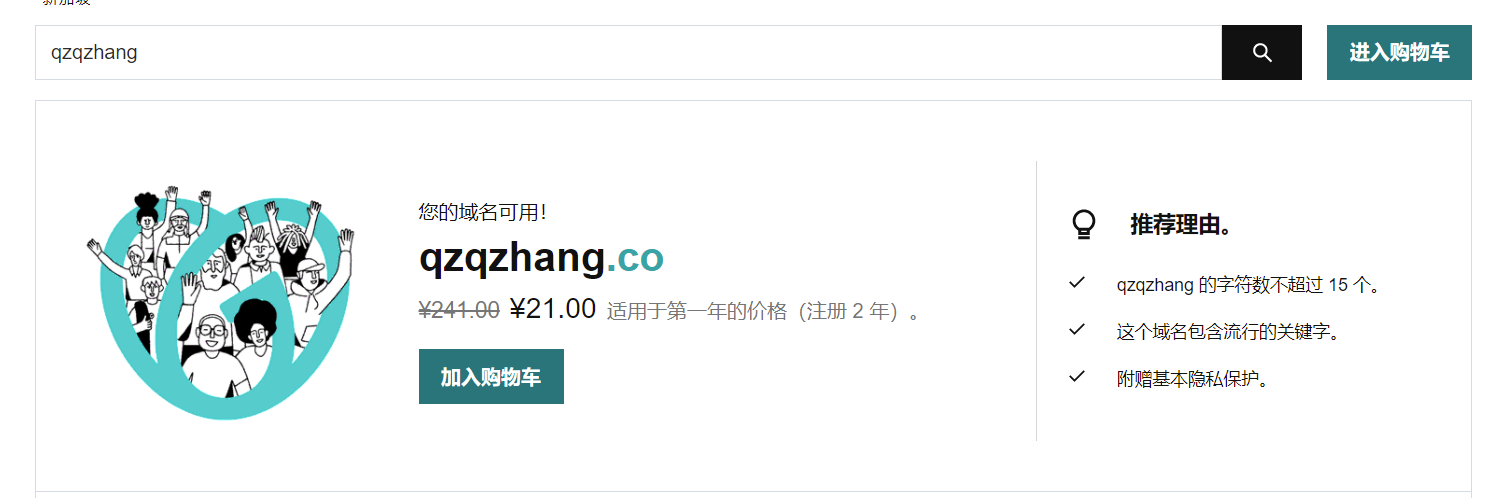 新加坡
qzqzhang
进入购物车
您的域名可用！
qzqzhang.co
¥241.00 ¥21.00 适用于第一年的价格（注册 2 年）。
加入购物车
推荐理由。
qzqzhang 的字符数不超过 15 个。
这个域名包含流行的关键字。
附赠基本隐私保护。